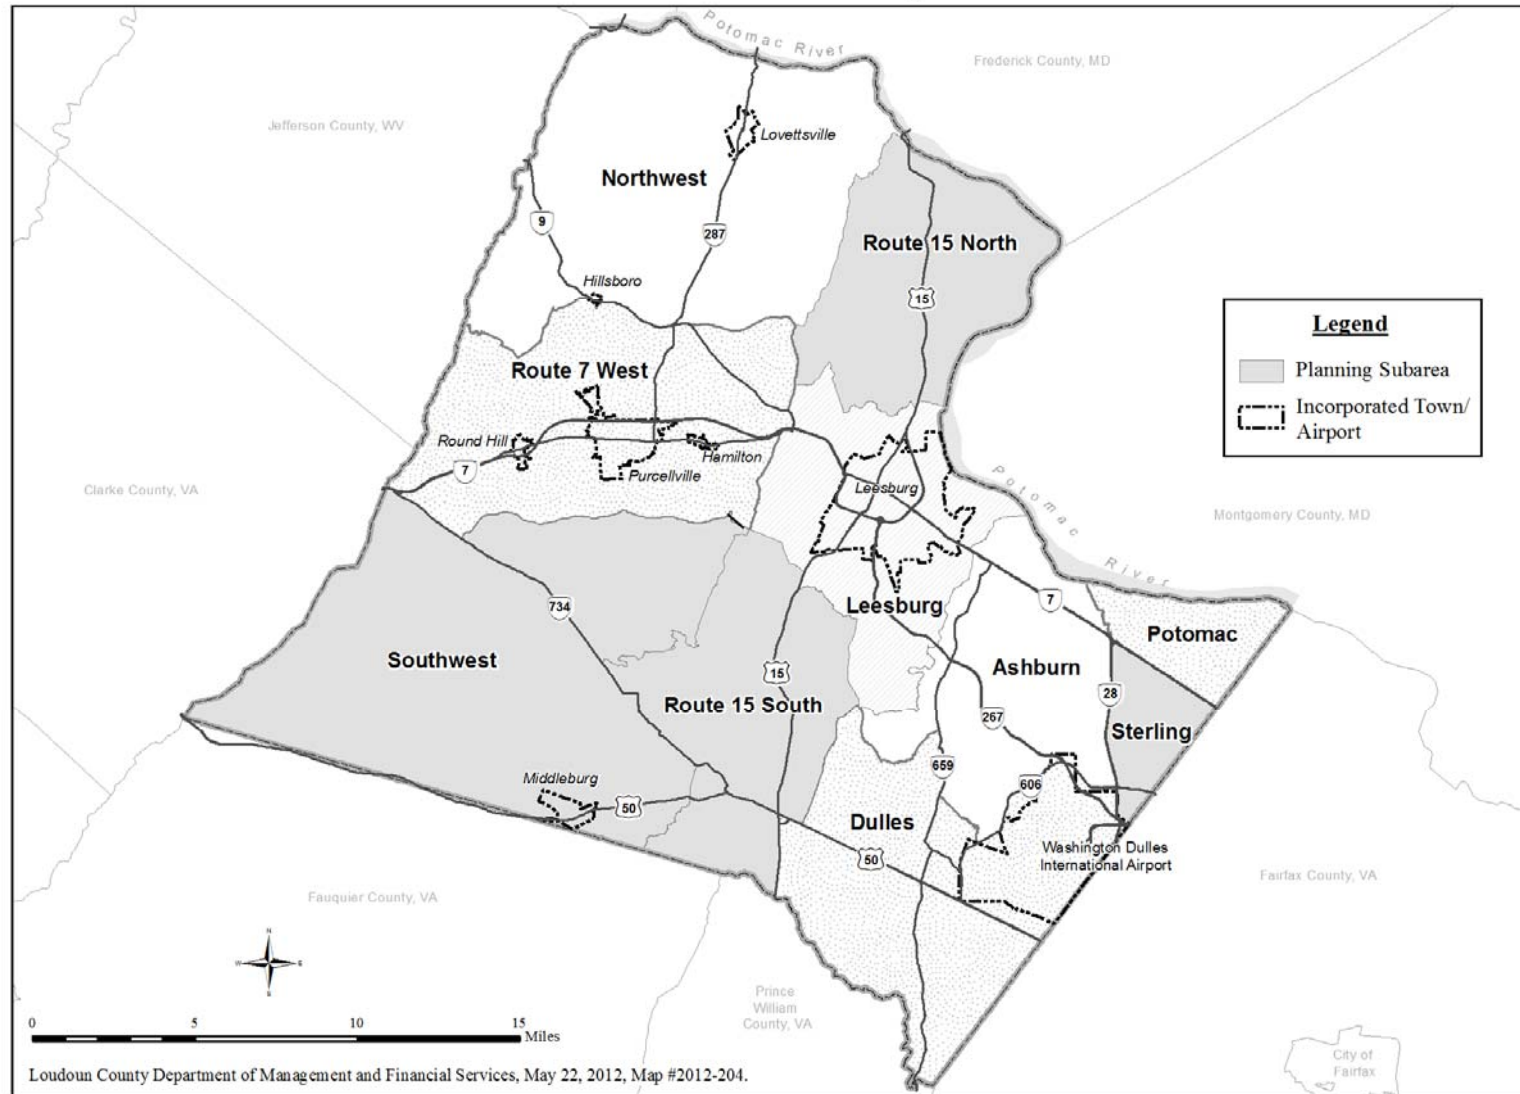 Potomac River
Frederick County, MD
Jefferson County, WV
Lovettsville
Northwest
9
287
Route 15 North
Hillsboro
15
Legend
Planning Subarea
Incorporated Town/
Airport
Route 7 West
Round Hill
7
Hamilton
Purcellville
Leesburg
Clarke County, VA
Potomac River
Montgomery County, MD
734
Leesburg
7
Potomac
Southwest
15
Route 15 South
Ashburn
28
267
Sterling
659
606
Middleburg
50
Dulles
50
Washington Dulles
International Airport
Fauquier County, VA
Fairfax County, VA
N
W
E
S
Prince
William
County, VA
0
5
10
15
Miles
City of
Fairfax
Loudoun County Department of Management and Financial Services, May 22, 2012, Map #2012-204.